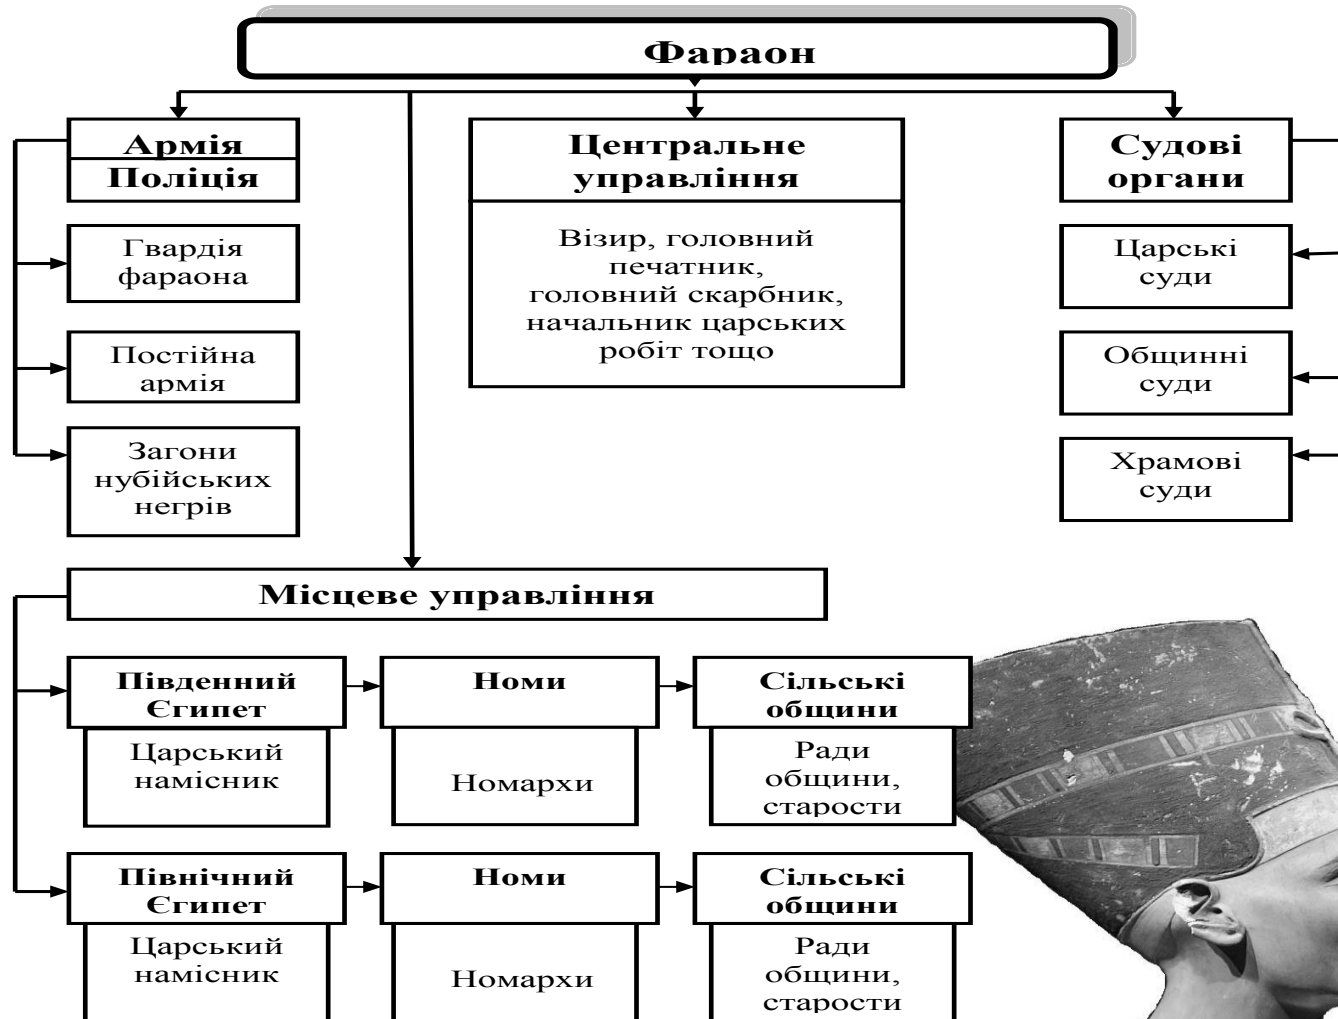 Фараон
Армія
Поліція
Гвардія
фараона
Постійна
армія
Загони
нубійських
негрів
Центральне
управління
Візир, головний
печатник,
головний скарбник,
начальник царських
робіт тощо
Судові
органи
Царські
суди
Общинні
суди
Храмові
суди
Місцеве управління
Південний
Єгипет
Царський
намісник
Номи
Номархи
Сільські
общини
Ради
общини,
старости
Північний
Єгипет
Царський
намісник
Номи
Номархи
Сільські
общини
Ради
общини,
старости